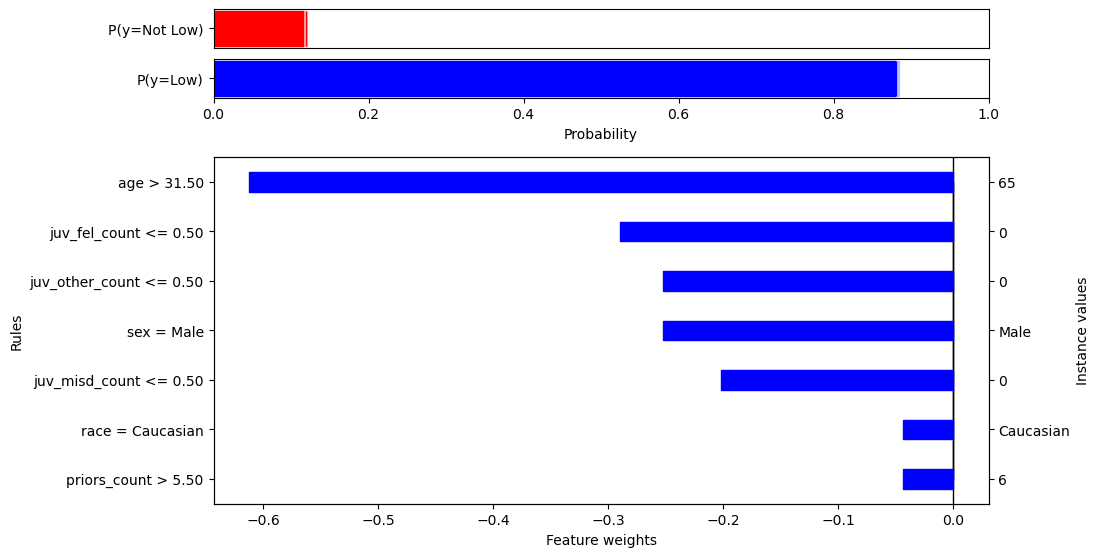 P(y=Not Low)
P(y=Low)
0.0 0.2 0.4 0.6 0.8 1.0
Probability
age > 31.50 65
juv_fel_count <= 0.50 0
juv_other_count <= 0.50 0
sex = Male Male
juv_misd_count <= 0.50 0
race = Caucasian Caucasian
priors_count > 5.50 6
Rules
Instance values
−0.6 −0.5 −0.4 −0.3 −0.2 −0.1 0.0
Feature weights